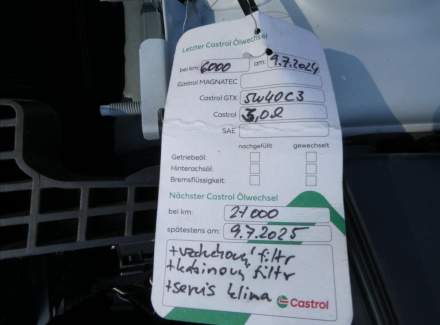 Letzter Castrol Ölwechsel
bei km: 6000 am: 9.7.2024
Castrol MAGNATEC
Castrol GTX 5W40 C3
Castrol 3,0l
SAE
nachgefüllt gewechselt
Getriebeöl:
Hinterachsöl:
Bremsflüssigkeit:
Nächster Castrol Ölwechsel
bei km: 21000
spätestens am: 9.7.2025
+vzduchový filtr
+kabinový filtr
+servis klima
Castrol